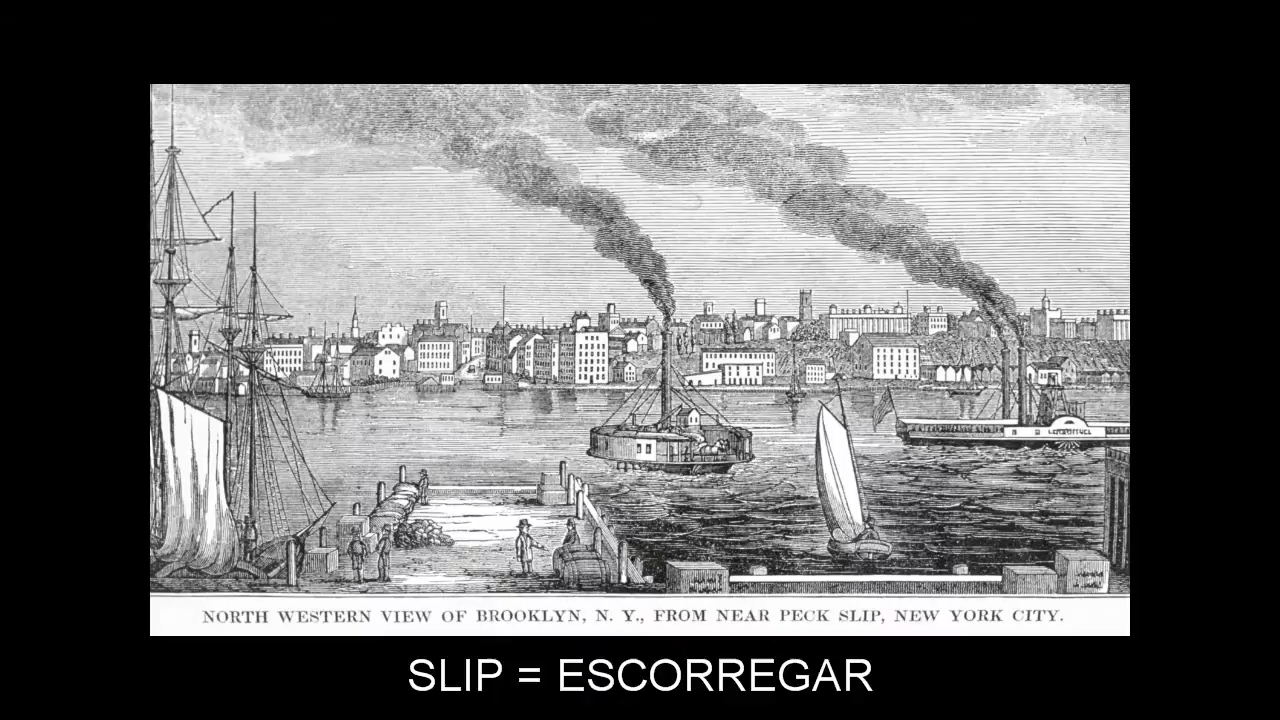 NORTH WESTERN VIEW OF BROOKLYN, N. Y., FROM NEAR PECK SLIP, NEW YORK CITY.
SLIP = ESCORREGAR